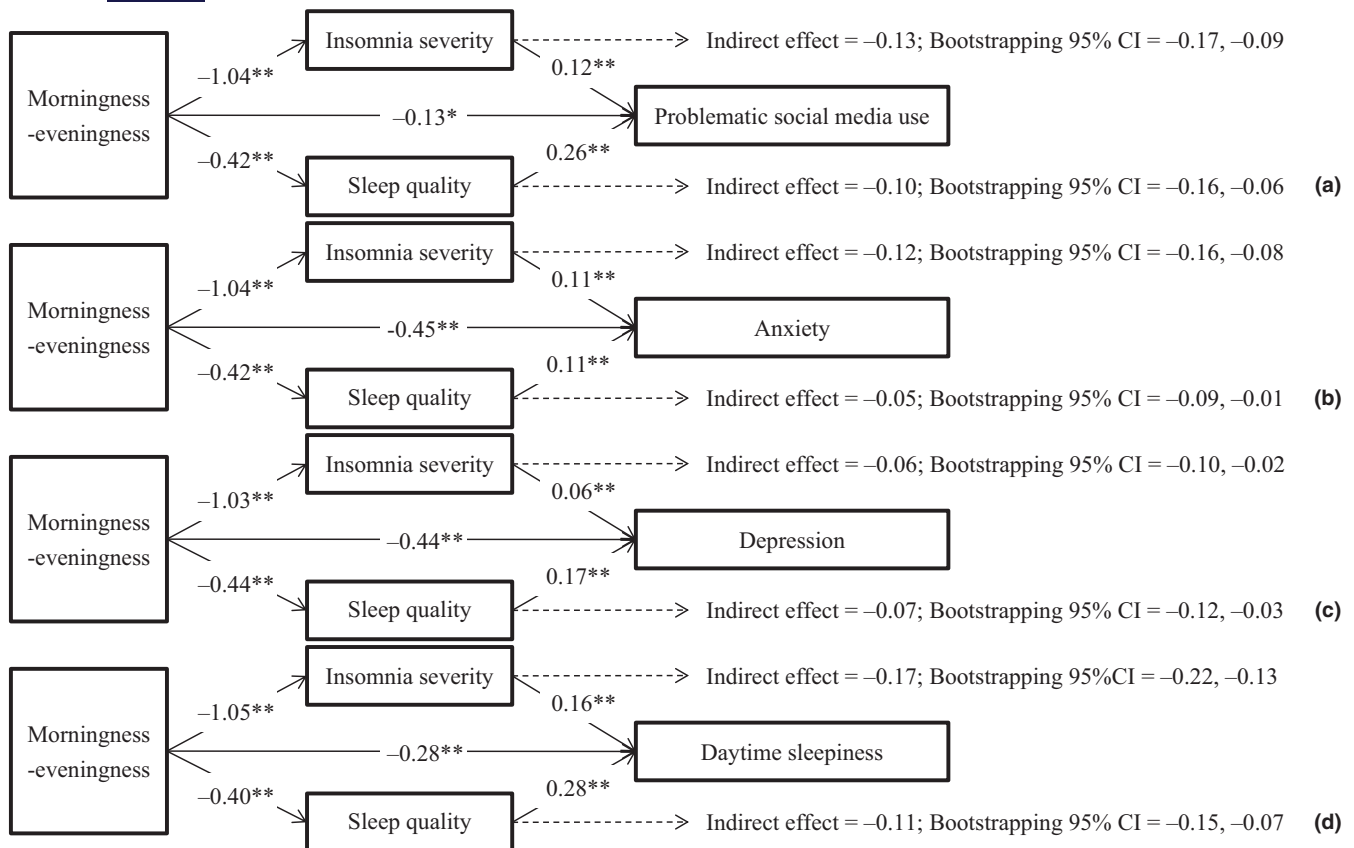 Insomnia severity
Indirect effect = –0.13; Bootstrapping 95% CI = –0.17, –0.09
–1.04**
0.12**
Morningness
-eveningness
–0.13*
Problematic social media use
–0.42**
0.26**
Sleep quality
Indirect effect = –0.10; Bootstrapping 95% CI = –0.16, –0.06 (a)
Insomnia severity
Indirect effect = –0.12; Bootstrapping 95% CI = –0.16, –0.08
–1.04**
0.11**
Morningness
-eveningness
-0.45**
Anxiety
–0.42**
0.11**
Sleep quality
Indirect effect = –0.05; Bootstrapping 95% CI = –0.09, –0.01 (b)
Insomnia severity
Indirect effect = –0.06; Bootstrapping 95% CI = –0.10, –0.02
–1.03**
0.06**
Morningness
-eveningness
–0.44**
Depression
–0.44**
0.17**
Sleep quality
Indirect effect = –0.07; Bootstrapping 95% CI = –0.12, –0.03 (c)
Insomnia severity
Indirect effect = –0.17; Bootstrapping 95%CI = –0.22, –0.13
–1.05**
0.16**
Morningness
-eveningness
–0.28**
Daytime sleepiness
–0.40**
0.28**
Sleep quality
Indirect effect = –0.11; Bootstrapping 95% CI = –0.15, –0.07 (d)